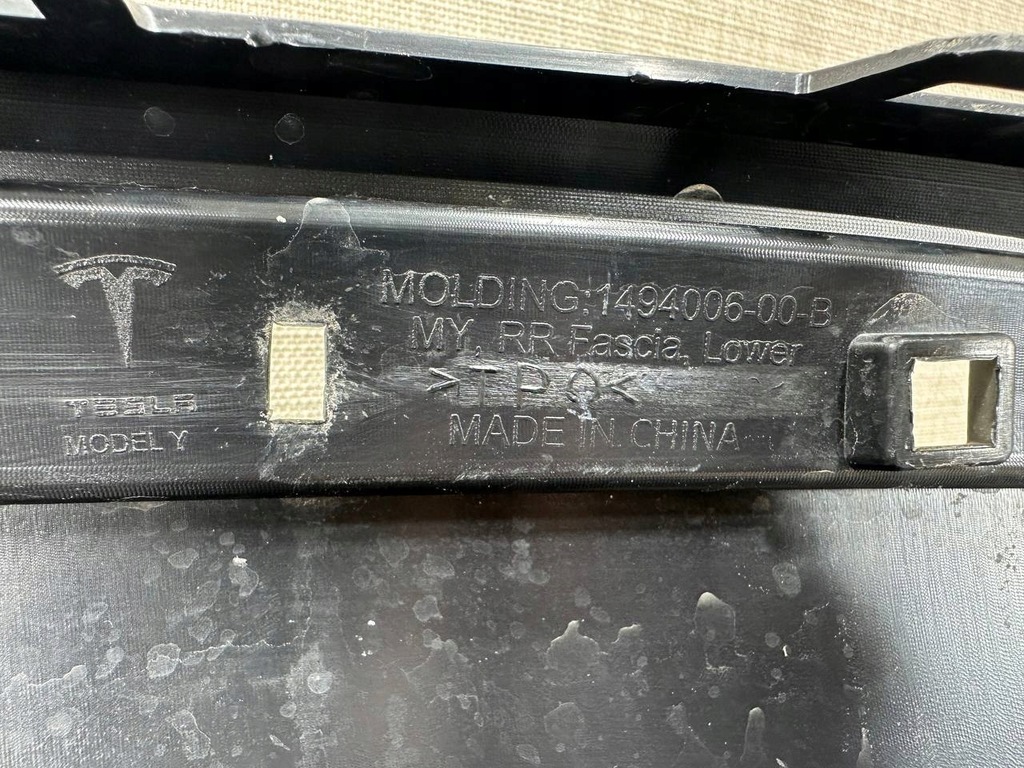 MOLDING:1494006-00-B
MY, RR Fascia, Lower
>TPO<
MADE IN CHINA
TESLA
MODEL Y